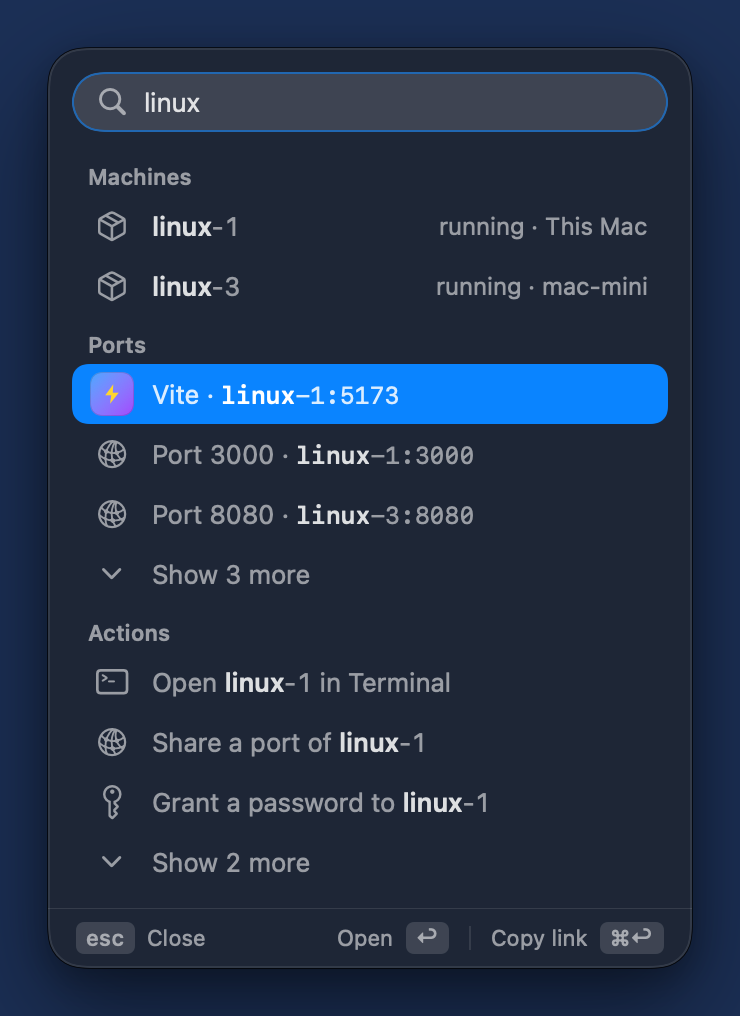 linux
Machines
linux-1 running · This Mac
linux-3 running · mac-mini
Ports
Vite · linux-1:5173
Port 3000 · linux-1:3000
Port 8080 · linux-3:8080
Show 3 more
Actions
Open linux-1 in Terminal
Share a port of linux-1
Grant a password to linux-1
Show 2 more
esc Close Open ↩ Copy link ⌘↩